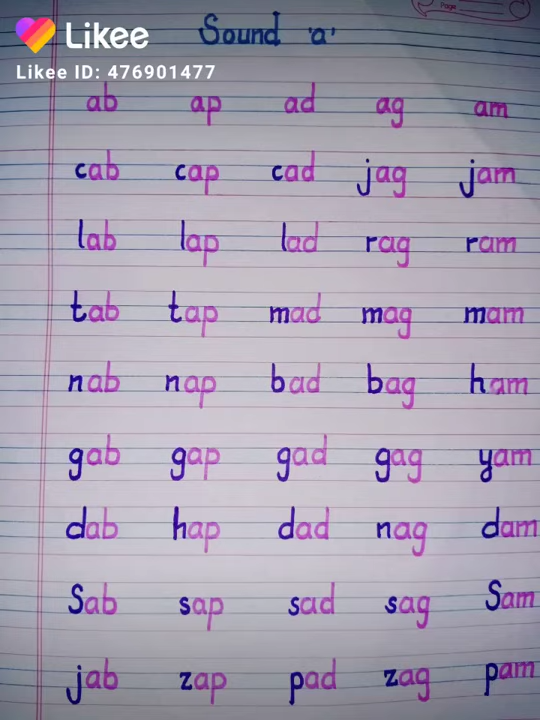 Page
Likee
Sound 'a'
Likee ID: 476901477
ab ap ad ag am
cab cap cad jag jam
lab lap lad rag ram
tab tap mad mag mam
nab nap bad bag ham
gab gap gad gag yam
dab hap dad nag dam
Sab sap sad sag Sam
jab zap pad zag pam